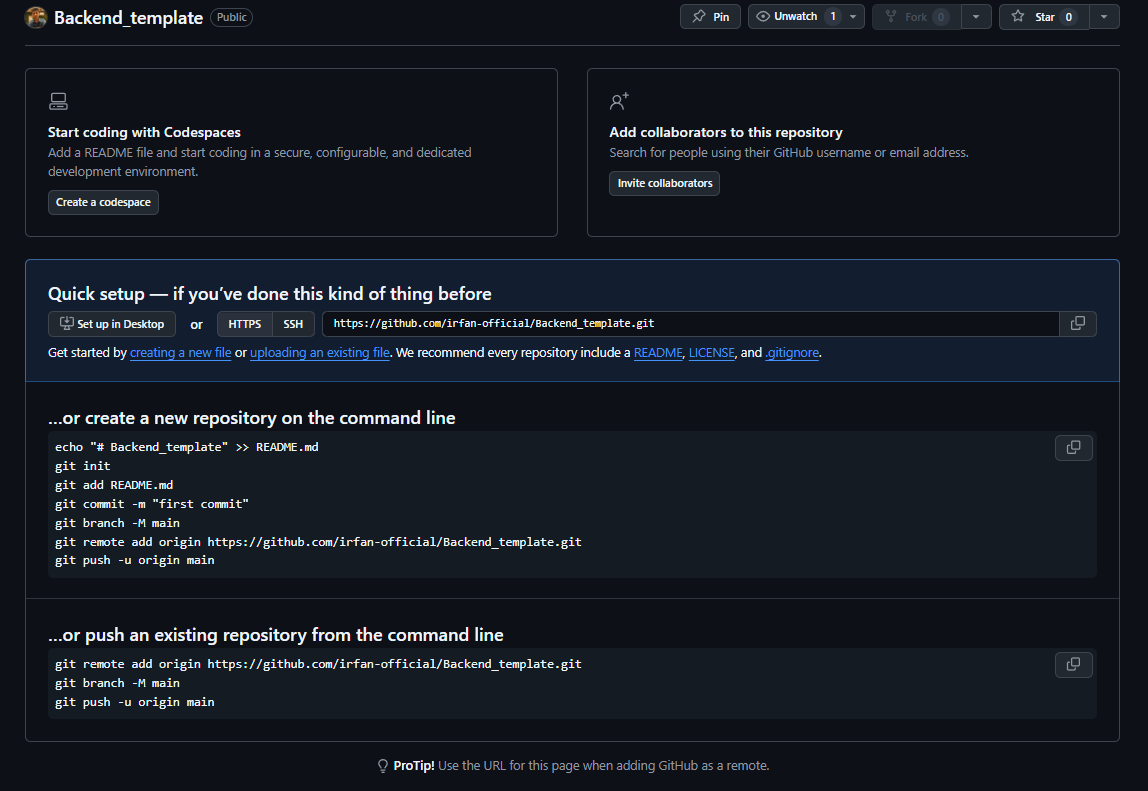 Backend_template Public Pin Unwatch 1 Fork 0 Star 0
Start coding with Codespaces
Add a README file and start coding in a secure, configurable, and dedicated
development environment.
Create a codespace
Add collaborators to this repository
Search for people using their GitHub username or email address.
Invite collaborators
Quick setup — if you’ve done this kind of thing before
Set up in Desktop or HTTPS SSH https://github.com/irfan-official/Backend_template.git
Get started by creating a new file or uploading an existing file. We recommend every repository include a README, LICENSE, and .gitignore.
…or create a new repository on the command line
echo "# Backend_template" >> README.md
git init
git add README.md
git commit -m "first commit"
git branch -M main
git remote add origin https://github.com/irfan-official/Backend_template.git
git push -u origin main
…or push an existing repository from the command line
git remote add origin https://github.com/irfan-official/Backend_template.git
git branch -M main
git push -u origin main
ProTip! Use the URL for this page when adding GitHub as a remote.